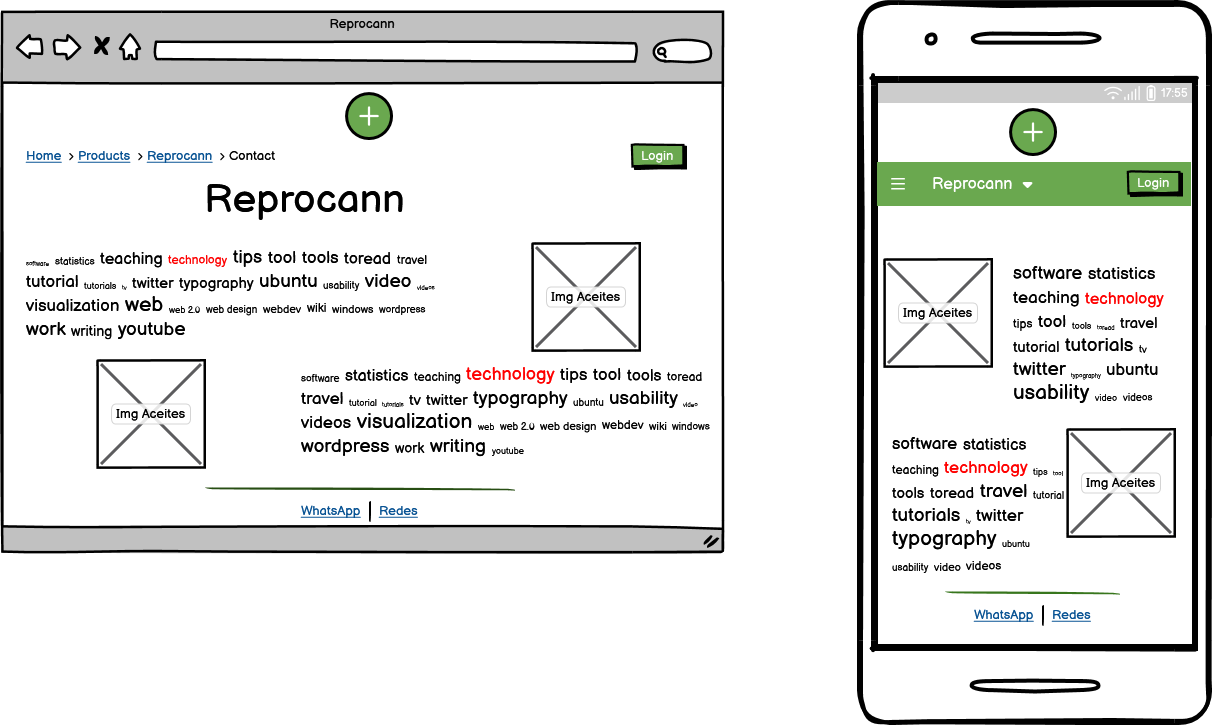 Reprocann
Home > Products > Reprocann > Contact
Login
Reprocann
software statistics teaching technology tips tool tools toread travel
tutorial tutorials tv twitter typography ubuntu usability video videos
visualization web web 2.0 web design webdev wiki windows wordpress
work writing youtube
Img Aceites
Img Aceites
software statistics teaching technology tips tool tools toread
travel tutorial tutorials tv twitter typography ubuntu usability video
videos visualization web web 2.0 web design webdev wiki windows
wordpress work writing youtube
WhatsApp | Redes
17:55
Reprocann
Login
Img Aceites
software statistics
teaching technology
tips tool tools toread travel
tutorial tutorials tv
twitter typography ubuntu
usability video videos
software statistics
teaching technology tips tool
tools toread travel tutorial
tutorials tv twitter
typography ubuntu
usability video videos
Img Aceites
WhatsApp | Redes